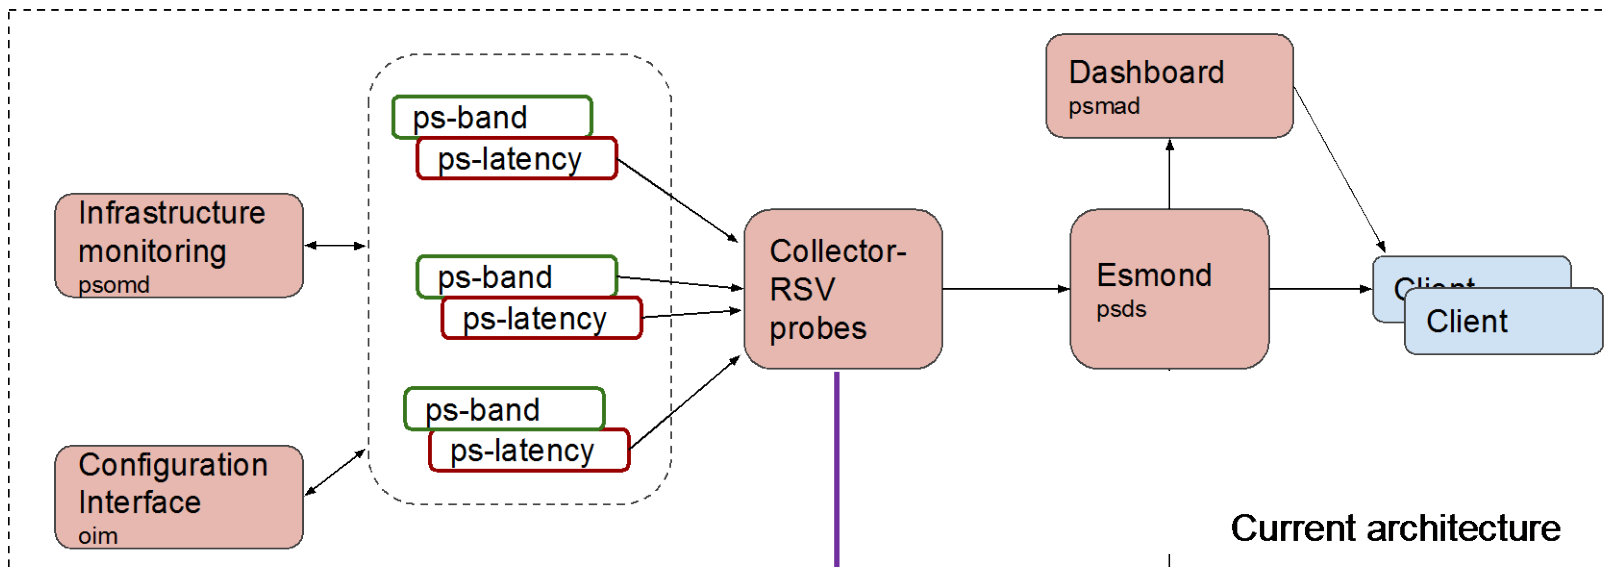 Dashboard
psmad
ps-band
ps-latency
Infrastructure
monitoring
psomd
Collector-
RSV
probes
Esmond
psds
ps-band
ps-latency
Client
Client
ps-band
ps-latency
Configuration
Interface
oim
Current architecture